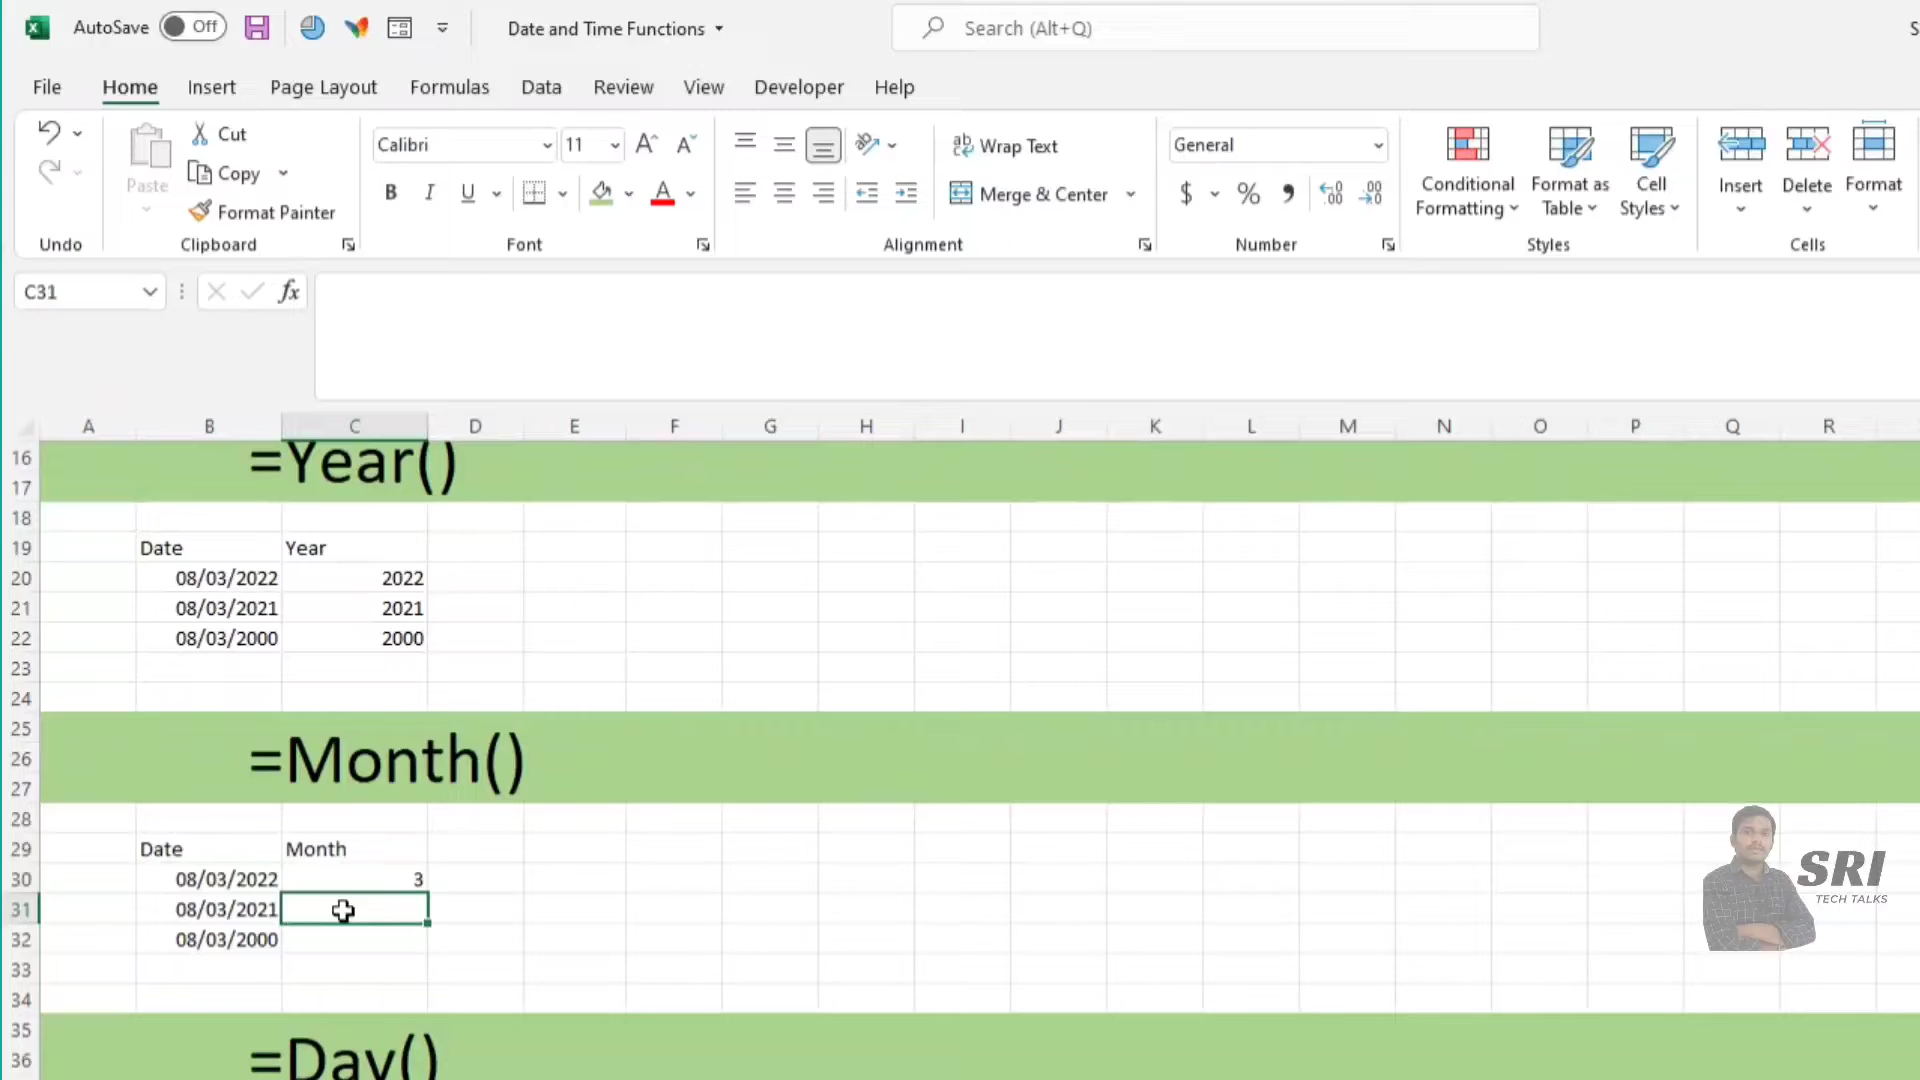 AutoSave Off Date and Time Functions Search (Alt+Q) S
File Home Insert Page Layout Formulas Data Review View Developer Help
Paste Cut Copy Format Painter
Calibri 11 B I U A
Wrap Text Merge & Center
General $ % ,
Conditional Formatting Format as Table Cell Styles Insert Delete Format
Undo Clipboard Font Alignment Number Styles Cells
C31 fx
A B C D E F G H I J K L M N O P Q R
16 =Year()
17
18
19 Date Year
20 08/03/2022 2022
21 08/03/2021 2021
22 08/03/2000 2000
23
24
25
26 =Month()
27
28
29 Date Month
30 08/03/2022 3
31 08/03/2021
32 08/03/2000
33
34
35
36 =Day()
SRI
TECH TALKS